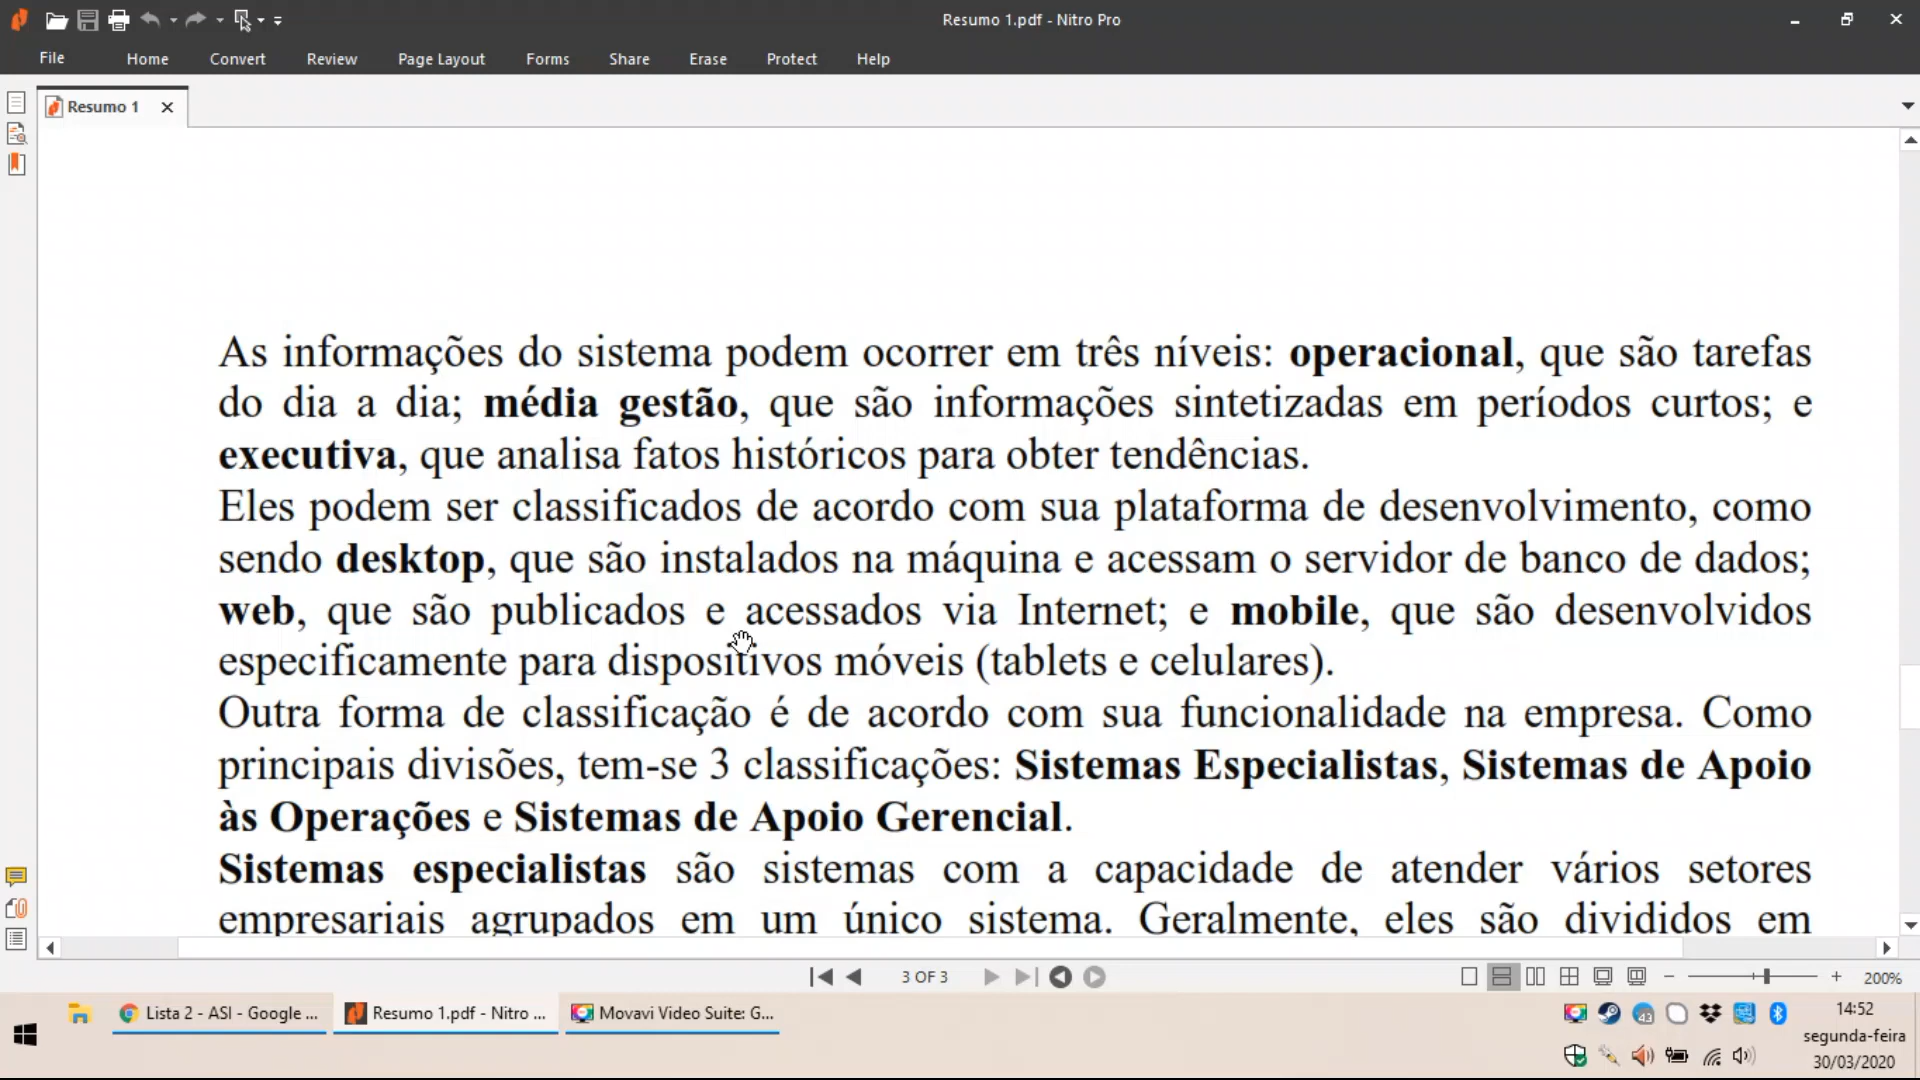 Resumo 1.pdf - Nitro Pro
File Home Convert Review Page Layout Forms Share Erase Protect Help
Resumo 1
As informações do sistema podem ocorrer em três níveis: operacional, que são tarefas
do dia a dia; média gestão, que são informações sintetizadas em períodos curtos; e
executiva, que analisa fatos históricos para obter tendências.
Eles podem ser classificados de acordo com sua plataforma de desenvolvimento, como
sendo desktop, que são instalados na máquina e acessam o servidor de banco de dados;
web, que são publicados e acessados via Internet; e mobile, que são desenvolvidos
especificamente para dispositivos móveis (tablets e celulares).
Outra forma de classificação é de acordo com sua funcionalidade na empresa. Como
principais divisões, tem-se 3 classificações: Sistemas Especialistas, Sistemas de Apoio
às Operações e Sistemas de Apoio Gerencial.
Sistemas especialistas são sistemas com a capacidade de atender vários setores
empresariais agrupados em um único sistema. Geralmente, eles são divididos em
3 OF 3
200%
Lista 2 - ASI - Google ...
Resumo 1.pdf - Nitro ...
Movavi Video Suite: G...
43
14:52
segunda-feira
30/03/2020